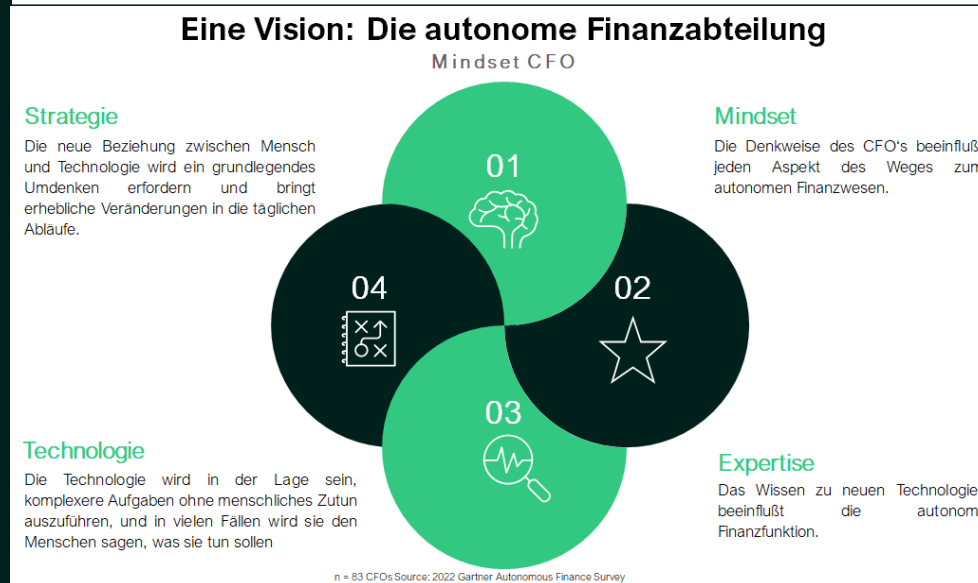 Eine Vision: Die autonome Finanzabteilung
Mindset CFO
Strategie
Die neue Beziehung zwischen Mensch
und Technologie wird ein grundlegendes
Umdenken erfordern und bringt
erhebliche Veränderungen in die täglichen
Abläufe.
Mindset
Die Denkweise des CFO's beeinfluß
jeden Aspekt des Weges zum
autonomen Finanzwesen.
01
04
02
03
Technologie
Die Technologie wird in der Lage sein,
komplexere Aufgaben ohne menschliches Zutun
auszuführen, und in vielen Fällen wird sie den
Menschen sagen, was sie tun sollen
Expertise
Das Wissen zu neuen Technologie
beeinflußt die autonom
Finanzfunktion.
n = 83 CFOs Source: 2022 Gartner Autonomous Finance Survey